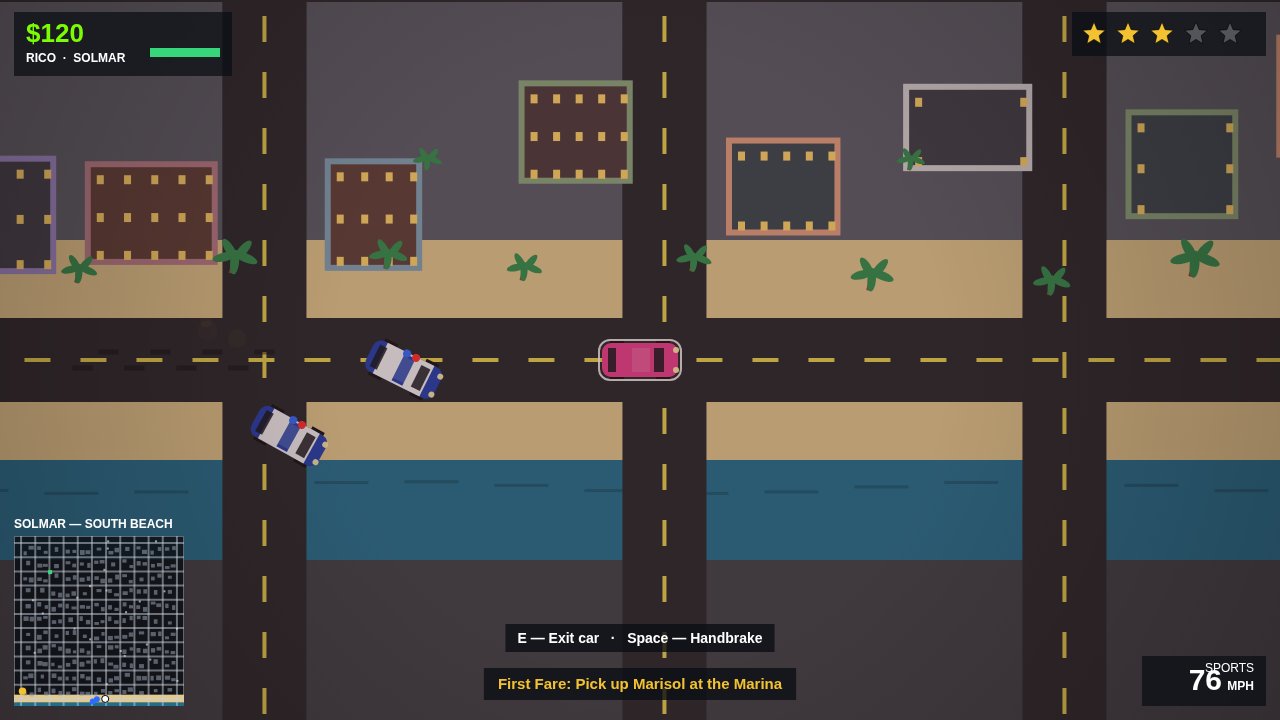 $120
RICO · SOLMAR
SOLMAR — SOUTH BEACH
E — Exit car · Space — Handbrake
First Fare: Pick up Marisol at the Marina
SPORTS
76 MPH